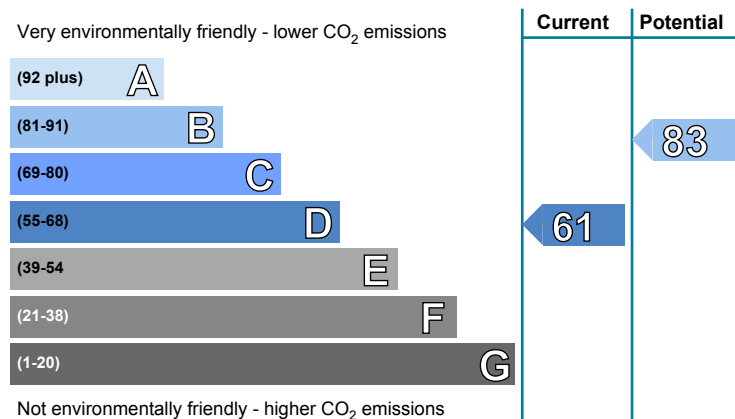 Very environmentally friendly - lower CO2 emissions
Current
Potential
(92 plus) A
(81-91) B
83
(69-80) C
(55-68) D
61
(39-54 E
(21-38) F
(1-20) G
Not environmentally friendly - higher CO2 emissions